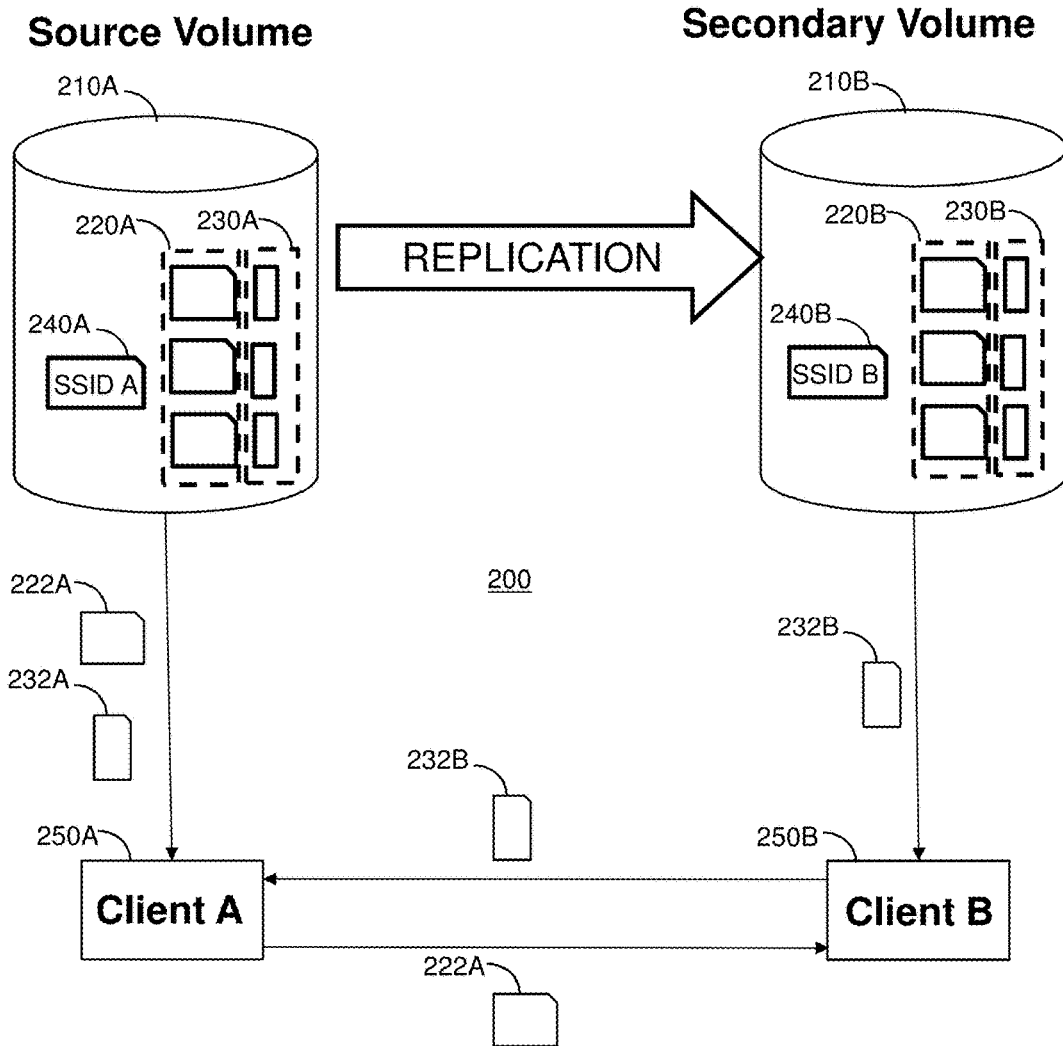 Source Volume
Secondary Volume
210A
210B
220A
230A
220B
230B
REPLICATION
240A
240B
SSID A
SSID B
222A
200
232B
232A
232B
250A
250B
Client A
Client B
222A